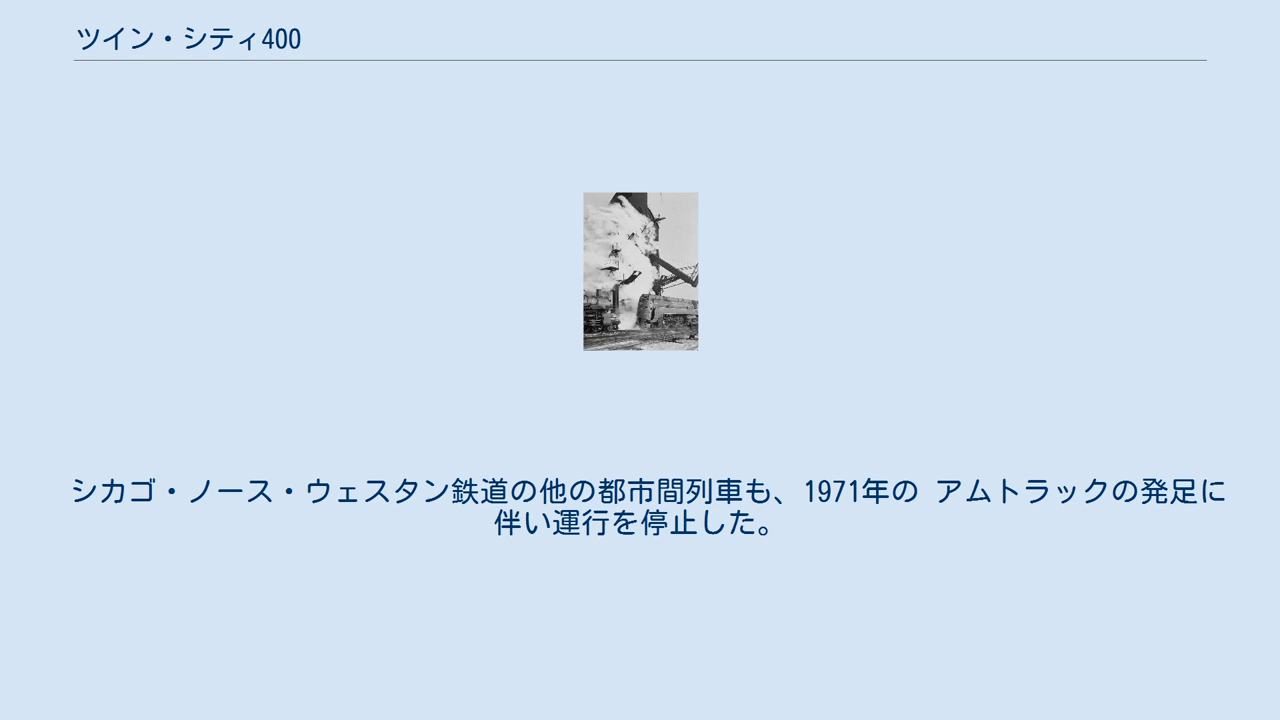 ツイン・シティ400
シカゴ・ノース・ウェスタン鉄道の他の都市間列車も、1971年の アムトラックの発足に
伴い運行を停止した。